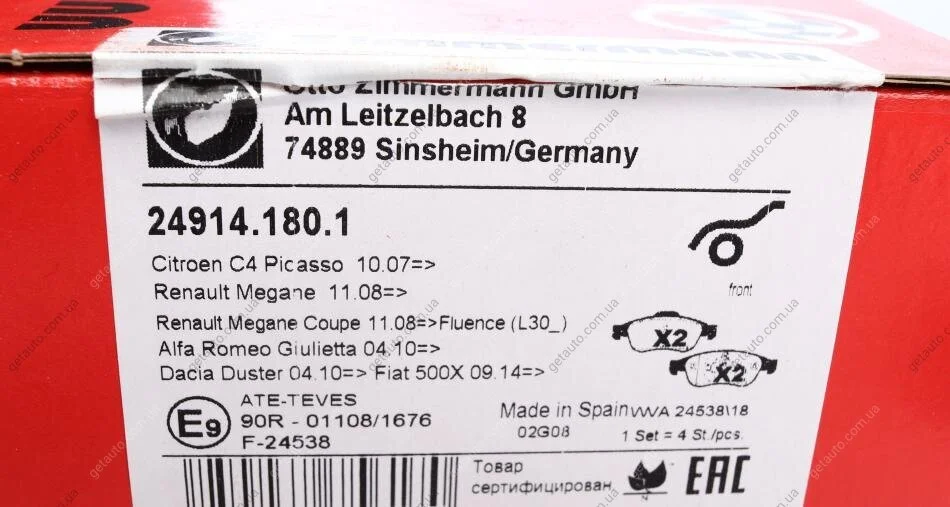 Otto Zimmermann GmbH
Am Leitzelbach 8
74889 Sinsheim/Germany
24914.180.1
front
Citroen C4 Picasso 10.07=>
Renault Megane 11.08=>
Renault Megane Coupe 11.08=>Fluence (L30_)
Alfa Romeo Giulietta 04.10=>
Dacia Duster 04.10=> Fiat 500X 09.14=>
X2
X2
E9
ATE-TEVES
90R - 01108/1676
F-24538
Made in Spain WVA 24538\18
02G08 1 Set = 4 St./pcs.
Товар
сертифицирован.
EAC
getauto.com.ua